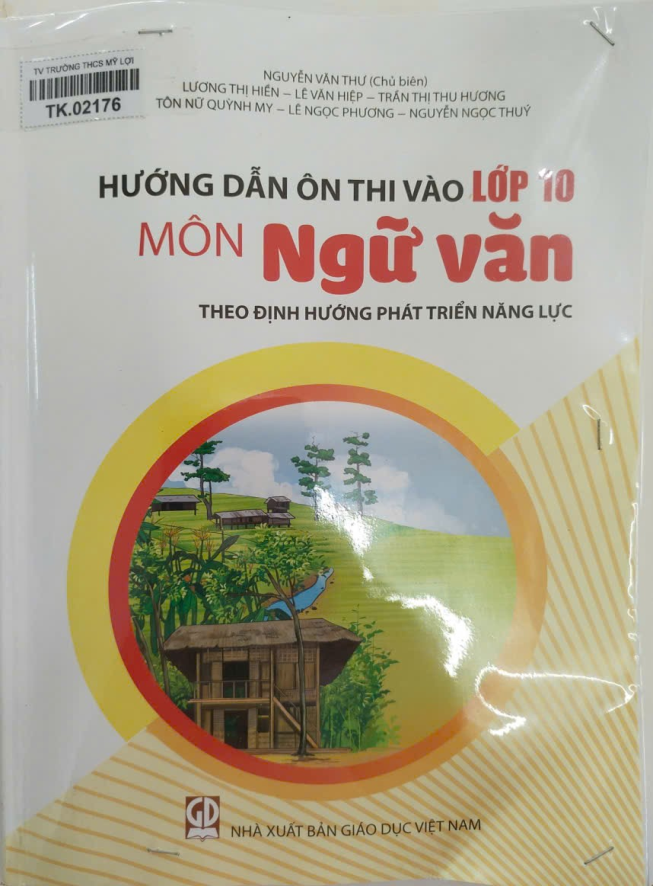 TV TRƯỜNG THCS MỸ LỢI
TK.02176
NGUYỄN VĂN THƯ (Chủ biên)
LƯƠNG THỊ HIỀN – LÊ VĂN HIỆP – TRẦN THỊ THU HƯƠNG
TÔN NỮ QUỲNH MY – LÊ NGỌC PHƯƠNG – NGUYỄN NGỌC THUÝ
HƯỚNG DẪN ÔN THI VÀO LỚP 10
MÔN Ngữ văn
THEO ĐỊNH HƯỚNG PHÁT TRIỂN NĂNG LỰC
GD
NHÀ XUẤT BẢN GIÁO DỤC VIỆT NAM